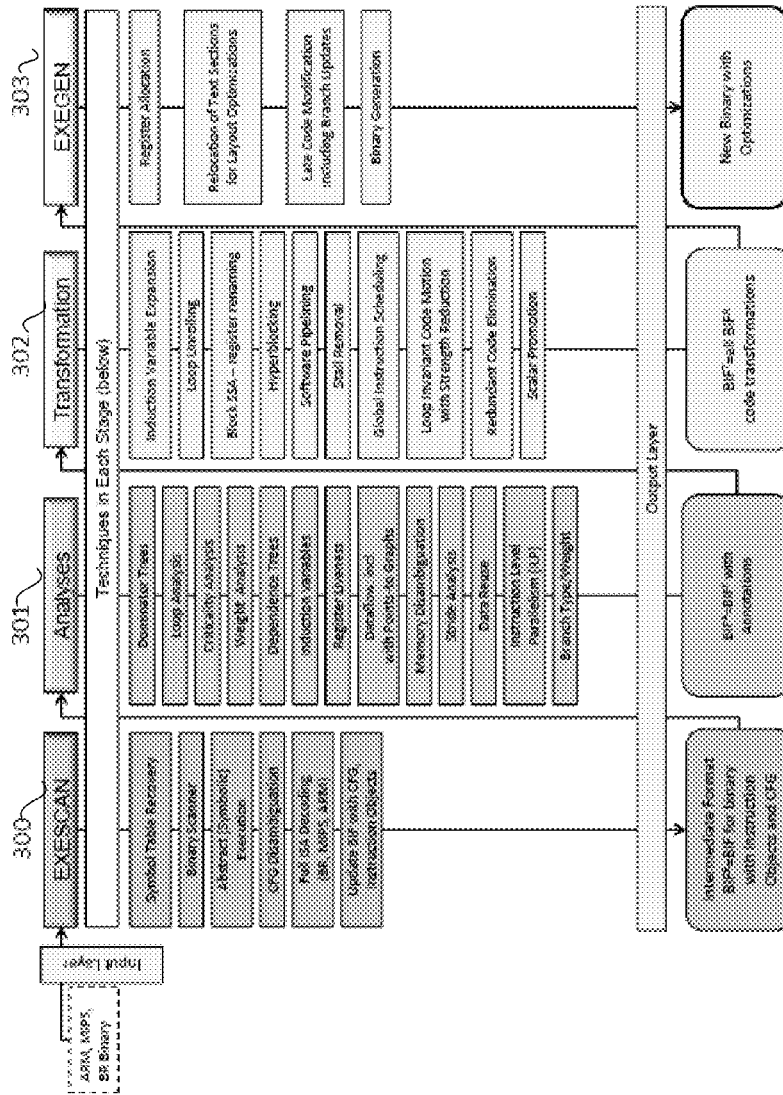 ARM, MIPS,
BR Binary
Input Layer
300
EXESCAN
301
Analyses
302
Transformation
303
EXEGEN
Techniques in Each Stage (below)
Symbol Table Recovery
Binary Scanner
Abstract (Symbolic)
Execution
CFG Disambiguation
Full ISA Decoding
(BR, MIPS, ARM)
Update BIF with CFG,
Instruction Objects
Dominator Trees
Loop Analysis
Criticality Analysis
Weight Analysis
Dependence Trees
Induction Variables
Register Liveness
Dataflow incl
with Points-to Graphs
Memory Disambiguation
Stride Analysis
Data Reuse
Instruction Level
Parallelism (ILP)
Branch Type/Weight
Induction Variable Expansion
Loop Unrolling
Block SSA – register renaming
Hyperblocking
Software Pipelining
Stall Removal
Global Instruction Scheduling
Loop Invariant Code Motion
with Strength Reduction
Redundant Code Elimination
Scalar Promotion
Register Allocation
Relocation of Text Sections
for Layout Optimizations
Late Code Modification
including Branch Updates
Binary Generation
Output Layer
Intermediate Format
for binary
with Instruction
Objects and CFG
with
Annotations
code transformations
New Binary with
Optimizations